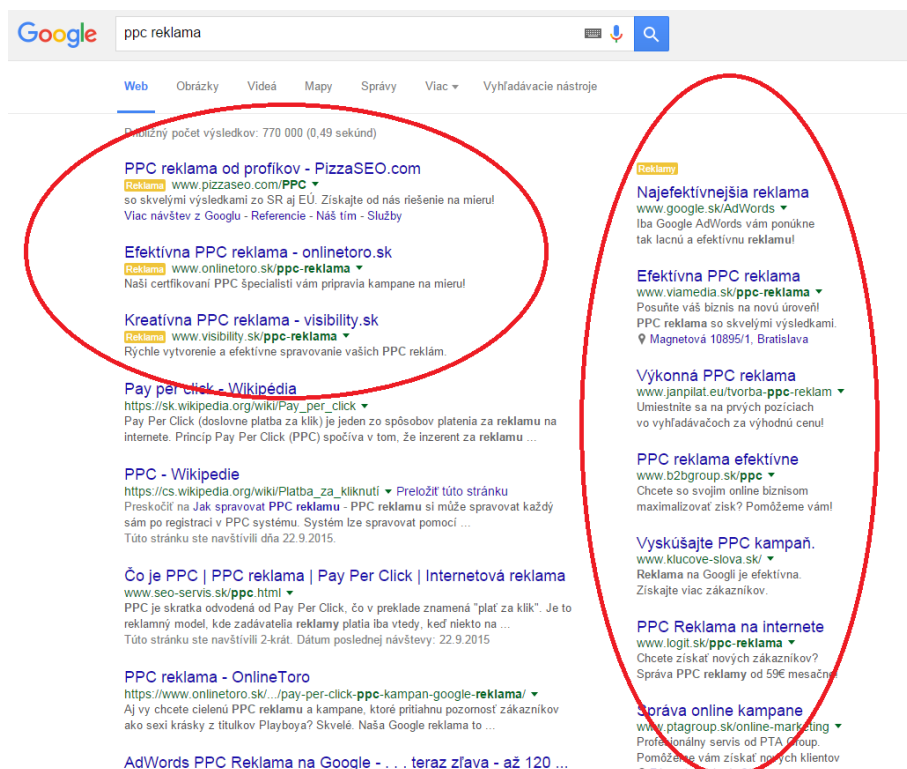 Google
ppc reklama
Web Obrázky Videá Mapy Správy Viac Vyhľadávacie nástroje
Približný počet výsledkov: 770 000 (0,49 sekúnd)
PPC reklama od profíkov - PizzaSEO.com
Reklama www.pizzaseo.com/PPC
so skvelými výsledkami zo SR aj EÚ. Získajte od nás riešenie na mieru!
Viac návštev z Googlu - Referencie - Náš tím - Služby
Efektívna PPC reklama - onlinetoro.sk
Reklama www.onlinetoro.sk/ppc-reklama
Naši certfikovaní PPC špecialisti vám pripravia kampane na mieru!
Kreatívna PPC reklama - visibility.sk
Reklama www.visibility.sk/ppc-reklama
Rýchle vytvorenie a efektívne spravovanie vašich PPC reklám.
Pay per click - Wikipédia
https://sk.wikipedia.org/wiki/Pay_per_click
Pay Per Click (doslovne platba za klik) je jeden zo spôsobov platenia za reklamu na
internete. Princíp Pay Per Click (PPC) spočíva v tom, že inzerent za reklamu ...
PPC - Wikipedie
https://cs.wikipedia.org/wiki/Platba_za_kliknutí Preložiť túto stránku
Preskočiť na Jak spravovat PPC reklamu - PPC reklamu si může spravovat každý
sám po registraci v PPC systému. Systém lze spravovat pomocí ...
Túto stránku ste navštívili dňa 22.9.2015.
Čo je PPC | PPC reklama | Pay Per Click | Internetová reklama
www.seo-servis.sk/ppc.html
PPC je skratka odvodená od Pay Per Click, čo v preklade znamená "plať za klik". Je to
reklamný model, kde zadávatelia reklamy platia iba vtedy, keď niekto na ...
Túto stránku ste navštívili 2-krát. Dátum poslednej návštevy: 22.9.2015
PPC reklama - OnlineToro
https://www.onlinetoro.sk/.../pay-per-click-ppc-kampan-google-reklama/
Aj vy chcete cielenú PPC reklamu a kampane, ktoré pritiahnu pozornosť zákazníkov
ako sexi krásky z titulkov Playboya? Skvelé. Naša Google reklama to ...
AdWords PPC Reklama na Google - . . . teraz zľava - až 120 ...
Reklamy
Najefektívnejšia reklama
www.google.sk/AdWords
Iba Google AdWords vám ponúkne
tak lacnú a efektívnu reklamu!
Efektívna PPC reklama
www.viamedia.sk/ppc-reklama
Posuňte váš biznis na novú úroveň!
PPC reklama so skvelými výsledkami.
Magnetová 10895/1, Bratislava
Výkonná PPC reklama
www.janpilat.eu/tvorba-ppc-reklam
Umiestnite sa na prvých pozíciach
vo vyhľadávačoch za výhodnú cenu!
PPC reklama efektívne
www.b2bgroup.sk/ppc
Chcete so svojim online biznisom
maximalizovať zisk? Pomôžeme vám!
Vyskúšajte PPC kampaň.
www.klucove-slova.sk/
Reklama na Googli je efektívna.
Získajte viac zákazníkov.
PPC Reklama na internete
www.logit.sk/ppc-reklama
Chcete získať nových zákazníkov?
Správa PPC reklamy od 59€ mesačne!
Správa online kampane
www.ptagroup.sk/online-marketing
Profesionálny servis od PTA Group.
Pomôžeme vám získať nových klientov